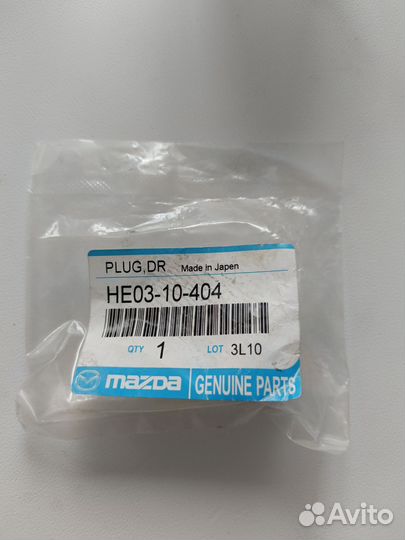 PLUG,DR Made in Japan
HE03-10-404
QTY 1 LOT 3L10
mazda GENUINE PARTS
Avito